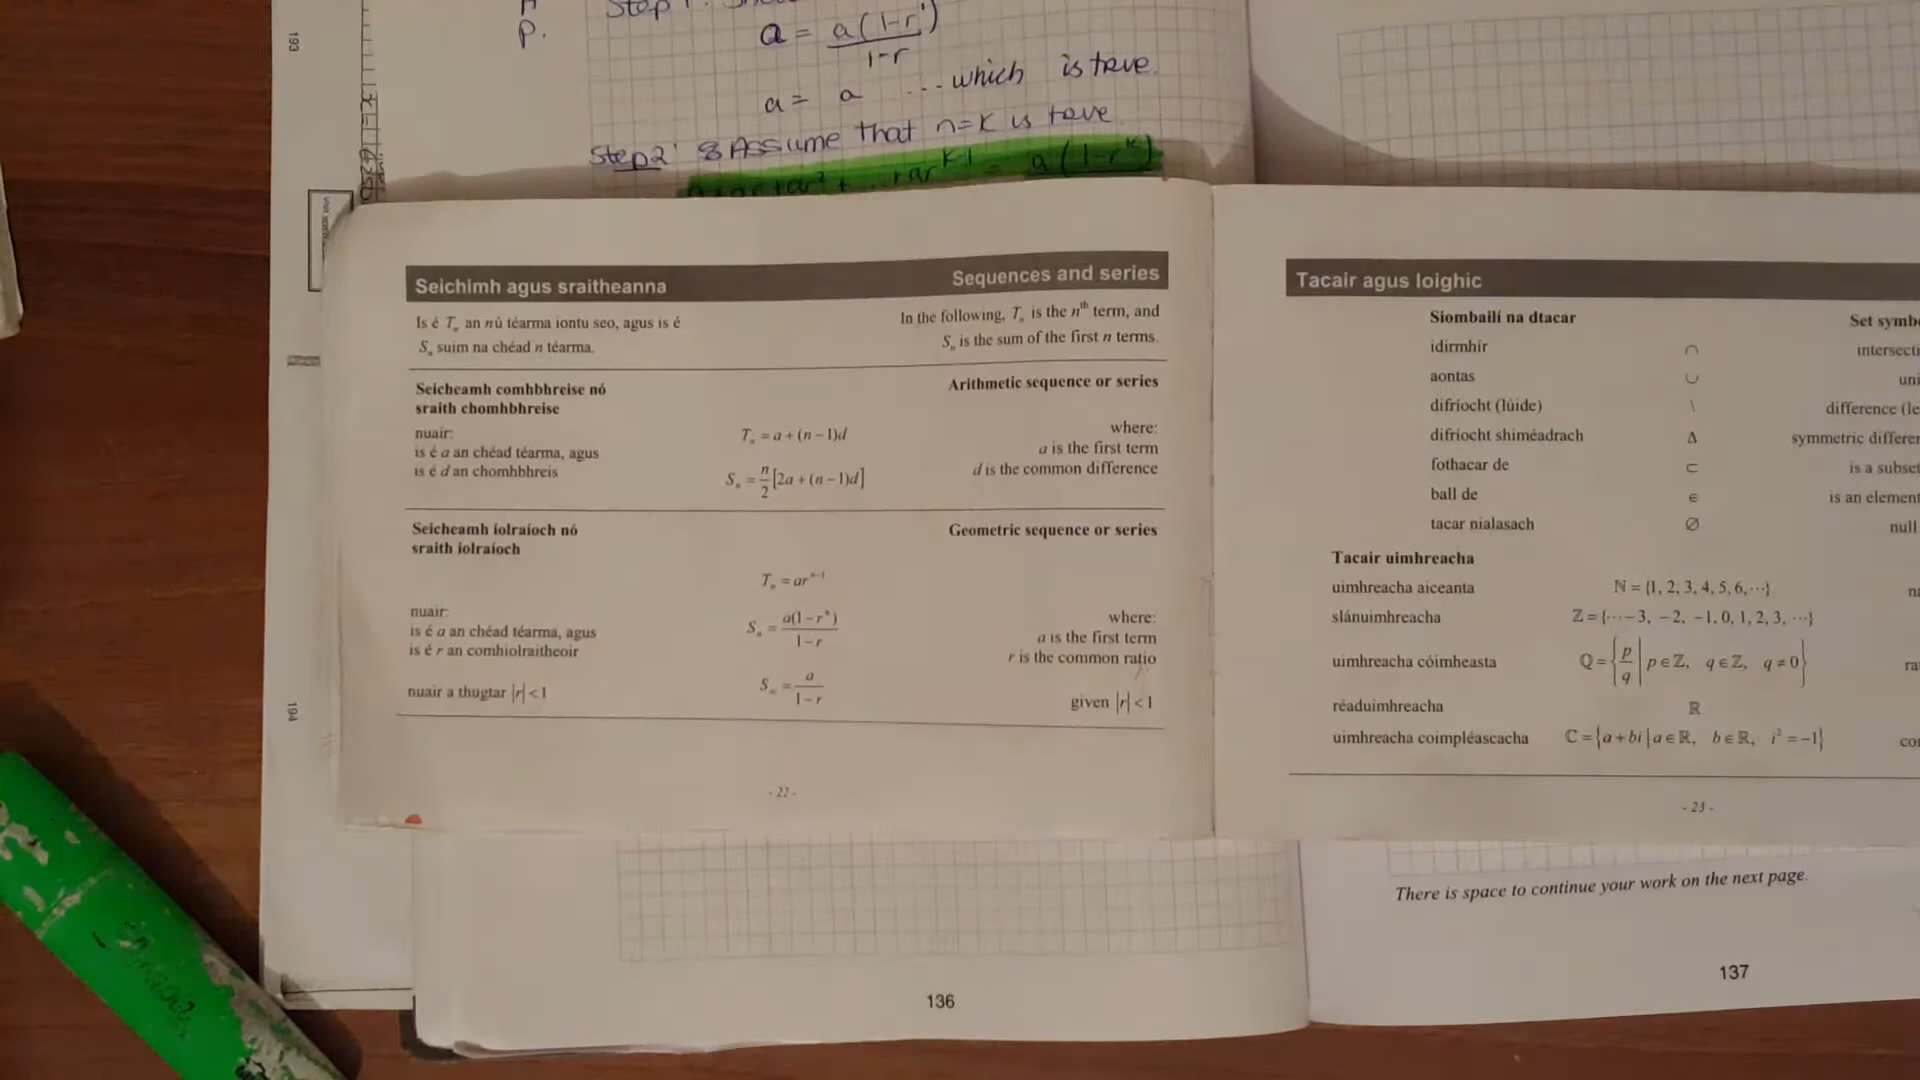 193
P.
a = a(1-r¹)
1-r
a = a ... which is true
Step 2: Assume that n=k is true
... + ar^k-1 = a(1-r^k)
194
Seichimh agus sraitheanna Sequences and series
Is é Tₙ an nú téarma iontu seo, agus is é
Sₙ suim na chéad n téarma.
In the following, Tₙ is the nth term, and
Sₙ is the sum of the first n terms.
Seicheamh comhbhreise nó
sraith chomhbhreise
Arithmetic sequence or series
nuair:
is é a an chéad téarma, agus
is é d an chomhbhreis
Tₙ = a + (n − 1)d
Sₙ = n/2 [2a + (n − 1)d]
where:
a is the first term
d is the common difference
Seicheamh iolraíoch nó
sraith iolraíoch
Geometric sequence or series
Tₙ = arⁿ⁻¹
nuair:
is é a an chéad téarma, agus
is é r an comhiolraitheoir
Sₙ = a(1 − rⁿ)/1 − r
where:
a is the first term
r is the common ratio
nuair a thugtar |r| < 1
S∞ = a/1 − r
given |r| < 1
- 22 -
Tacair agus loighic
Siombailí na dtacar Set
idirmhír ∩
aontas ∪
difríocht (lúide) \ difference
difríocht shiméadrach Δ symmetric
fothacar de ⊂ is a
ball de ∈ is an
tacar nialasach ∅ null
Tacair uimhreacha
uimhreacha aiceanta ℕ = {1, 2, 3, 4, 5, 6, ⋯}
slánuimhreacha ℤ = {⋯ −3, −2, −1, 0, 1, 2, 3, ⋯}
uimhreacha cóimheasta ℚ = {p/q | p ∈ ℤ, q ∈ ℤ, q ≠ 0}
réaduimhreacha ℝ
uimhreacha coimpléascacha ℂ = {a + bi | a ∈ ℝ, b ∈ ℝ, i² = −1}
- 23 -
There is space to continue your work on the next page.
136
137